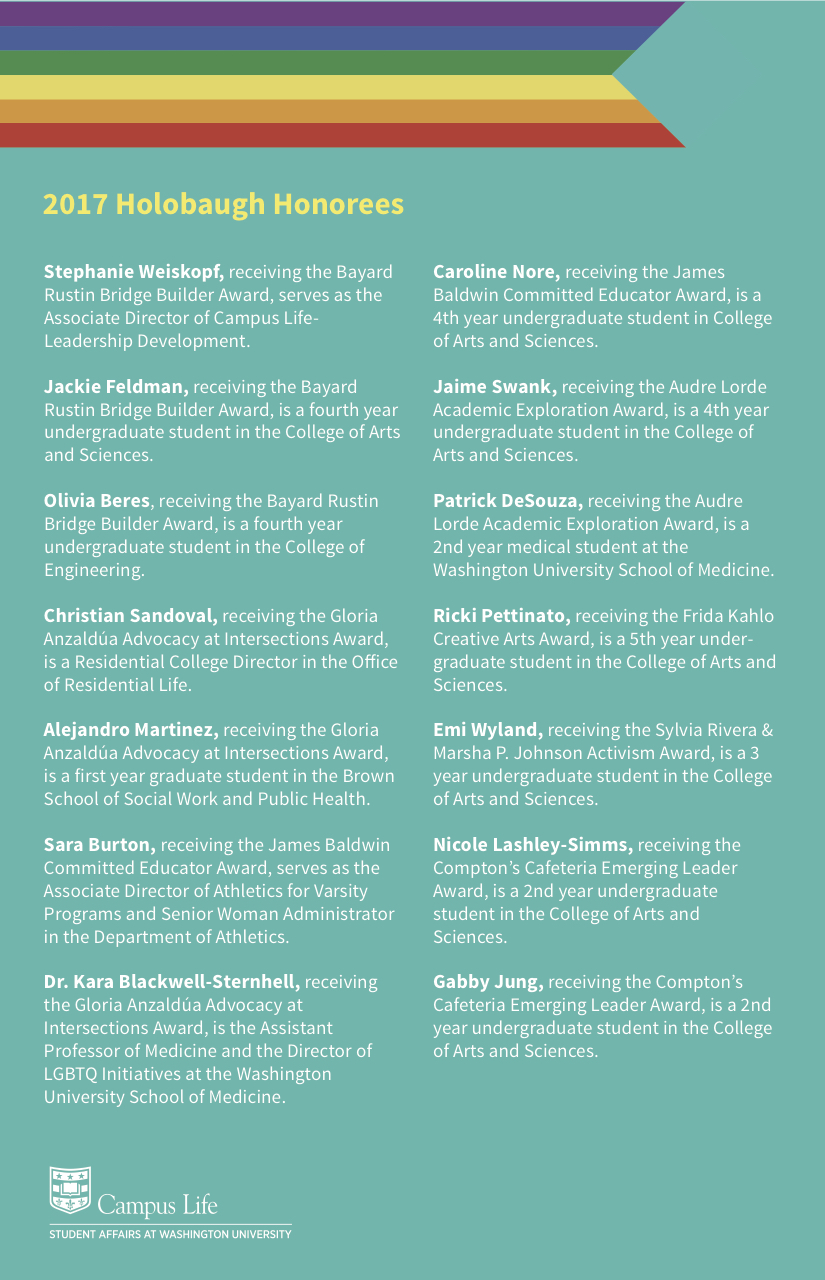 2017 Holobaugh Honorees
Stephanie Weiskopf, receiving the Bayard
Rustin Bridge Builder Award, serves as the
Associate Director of Campus Life-
Leadership Development.
Jackie Feldman, receiving the Bayard
Rustin Bridge Builder Award, is a fourth year
undergraduate student in the College of Arts
and Sciences.
Olivia Beres, receiving the Bayard Rustin
Bridge Builder Award, is a fourth year
undergraduate student in the College of
Engineering.
Christian Sandoval, receiving the Gloria
Anzaldúa Advocacy at Intersections Award,
is a Residential College Director in the Office
of Residential Life.
Alejandro Martinez, receiving the Gloria
Anzaldúa Advocacy at Intersections Award,
is a first year graduate student in the Brown
School of Social Work and Public Health.
Sara Burton, receiving the James Baldwin
Committed Educator Award, serves as the
Associate Director of Athletics for Varsity
Programs and Senior Woman Administrator
in the Department of Athletics.
Dr. Kara Blackwell-Sternhell, receiving
the Gloria Anzaldúa Advocacy at
Intersections Award, is the Assistant
Professor of Medicine and the Director of
LGBTQ Initiatives at the Washington
University School of Medicine.
Caroline Nore, receiving the James
Baldwin Committed Educator Award, is a
4th year undergraduate student in College
of Arts and Sciences.
Jaime Swank, receiving the Audre Lorde
Academic Exploration Award, is a 4th year
undergraduate student in the College of
Arts and Sciences.
Patrick DeSouza, receiving the Audre
Lorde Academic Exploration Award, is a
2nd year medical student at the
Washington University School of Medicine.
Ricki Pettinato, receiving the Frida Kahlo
Creative Arts Award, is a 5th year under-
graduate student in the College of Arts and
Sciences.
Emi Wyland, receiving the Sylvia Rivera &
Marsha P. Johnson Activism Award, is a 3
year undergraduate student in the College
of Arts and Sciences.
Nicole Lashley-Simms, receiving the
Compton's Cafeteria Emerging Leader
Award, is a 2nd year undergraduate
student in the College of Arts and
Sciences.
Gabby Jung, receiving the Compton's
Cafeteria Emerging Leader Award, is a 2nd
year undergraduate student in the College
of Arts and Sciences.
Campus Life
STUDENT AFFAIRS AT WASHINGTON UNIVERSITY